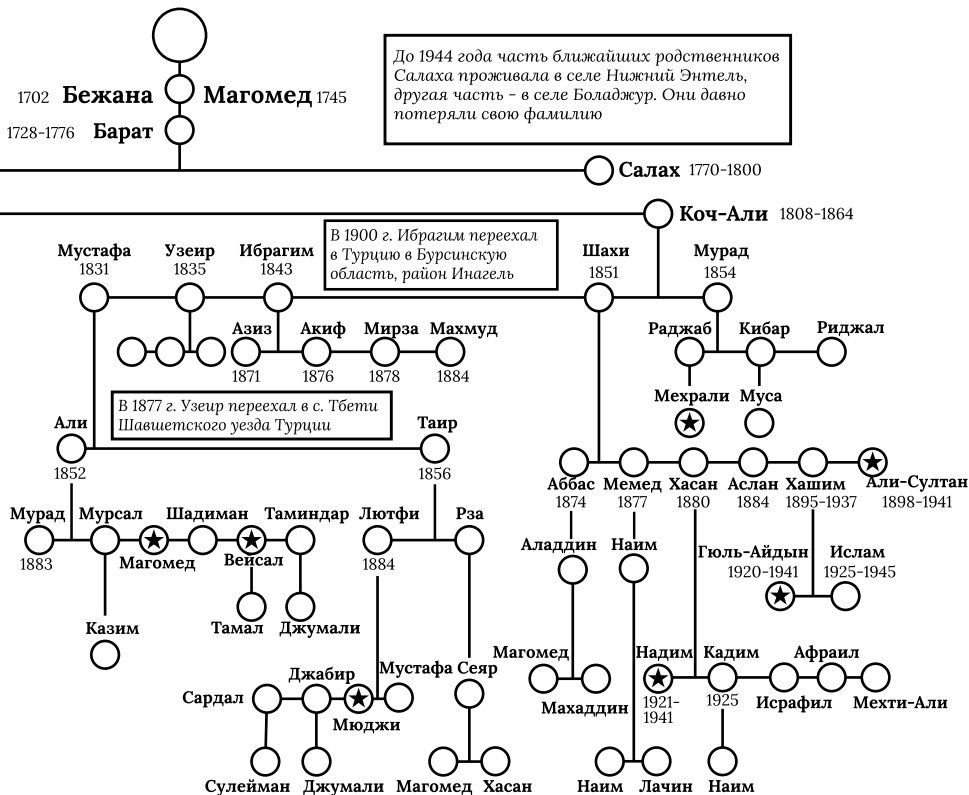 До 1944 года часть ближайших родственников
Салаха проживала в селе Нижний Энтель,
другая часть - в селе Боладжур. Они давно
потеряли свою фамилию
1702 Бежана Магомед 1745
1728-1776 Барат
Салах 1770-1800
Коч-Али 1808-1864
В 1900 г. Ибрагим переехал
в Турцию в Бурсинскую
область, район Инагель
Мустафа Узеир Ибрагим Шахи Мурад
1831 1835 1843 1851 1854
Азиз Акиф Мирза Махмуд Раджаб Кибар Риджал
1871 1876 1878 1884
Мехрали Муса
В 1877 г. Узеир переехал в с. Тбети
Шавшетского уезда Турции
Али Таир
1852 1856
Аббас Мемед Хасан Аслан Хашим Али-Султан
1874 1877 1880 1884 1895-1937 1898-1941
Мурад Мурсал Шадиман Таминдар Лютфи Рза
1883 Магомед Вейсал 1884
Аладдин Наим Гюль-Айдын Ислам
1920-1941 1925-1945
Казим Тамал Джумали
Магомед Надим Кадим Афраил
Джабир Мустафа Сеяр
Сардал Мюджи
Махаддин 1921-
1941 1925 Исрафил Мехти-Али
Сулейман Джумали Магомед Хасан Наим Лачин Наим